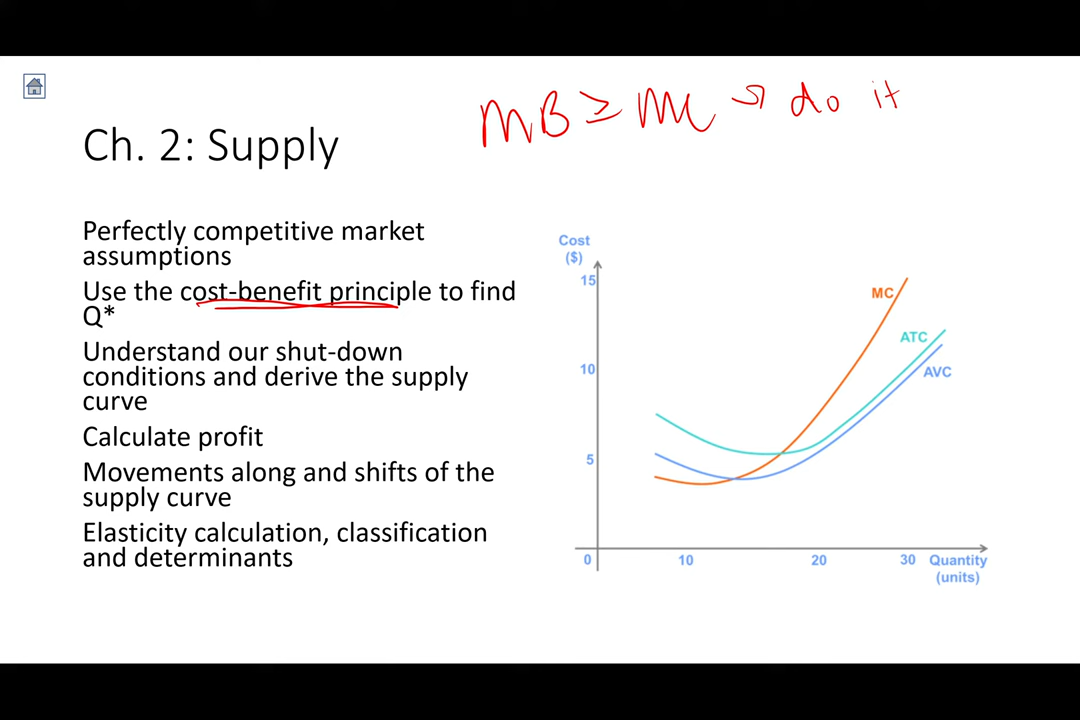 MB ≥ MC → do it
Ch. 2: Supply
Perfectly competitive market
assumptions
Use the cost-benefit principle to find
Q*
Understand our shut-down
conditions and derive the supply
curve
Calculate profit
Movements along and shifts of the
supply curve
Elasticity calculation, classification
and determinants
Cost
($)
15
MC
ATC
10
AVC
5
0 10 20 30 Quantity
(units)